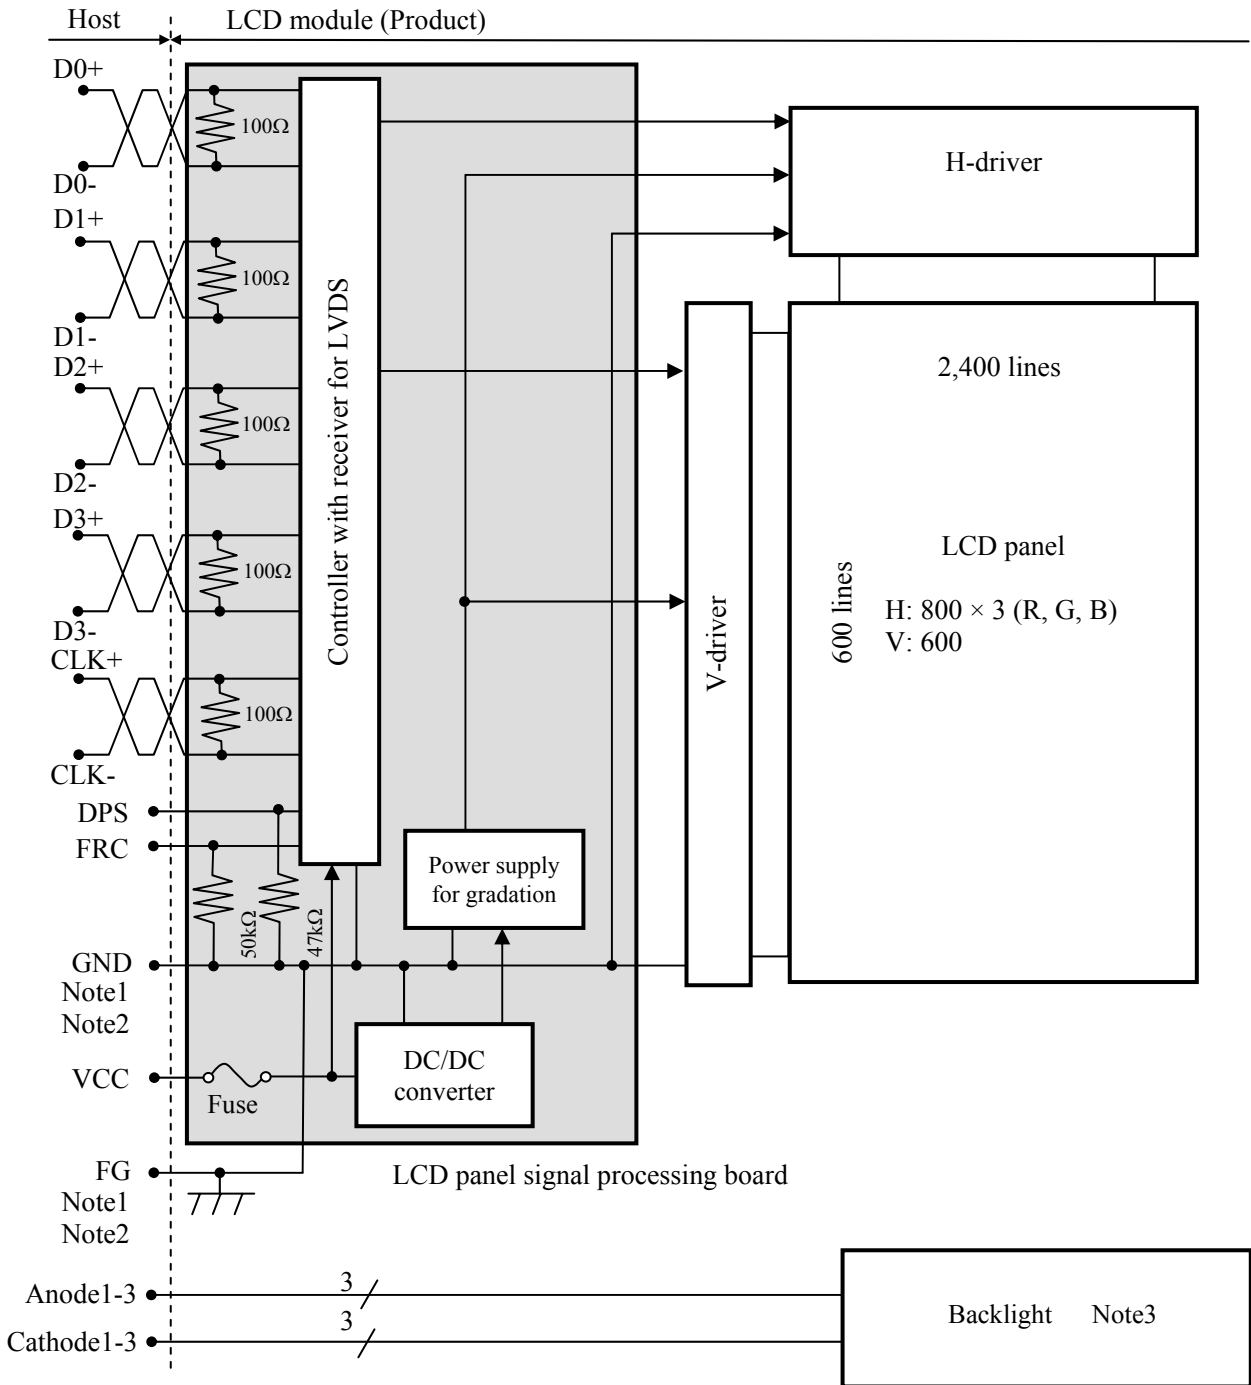 Host
LCD module (Product)
D0+
100Ω
D0-
H-driver
D1+
100Ω
D1-
D2+
100Ω
D2-
D3+
100Ω
D3-
CLK+
100Ω
CLK-
Controller with receiver for LVDS
2,400 lines
LCD panel
H: 800 × 3 (R, G, B)
V: 600
600 lines
V-driver
DPS
FRC
Power supply
for gradation
50kΩ
47kΩ
GND
Note1
Note2
VCC
Fuse
DC/DC
converter
FG
Note1
Note2
LCD panel signal processing board
Anode1-3
3
Cathode1-3
3
Backlight Note3